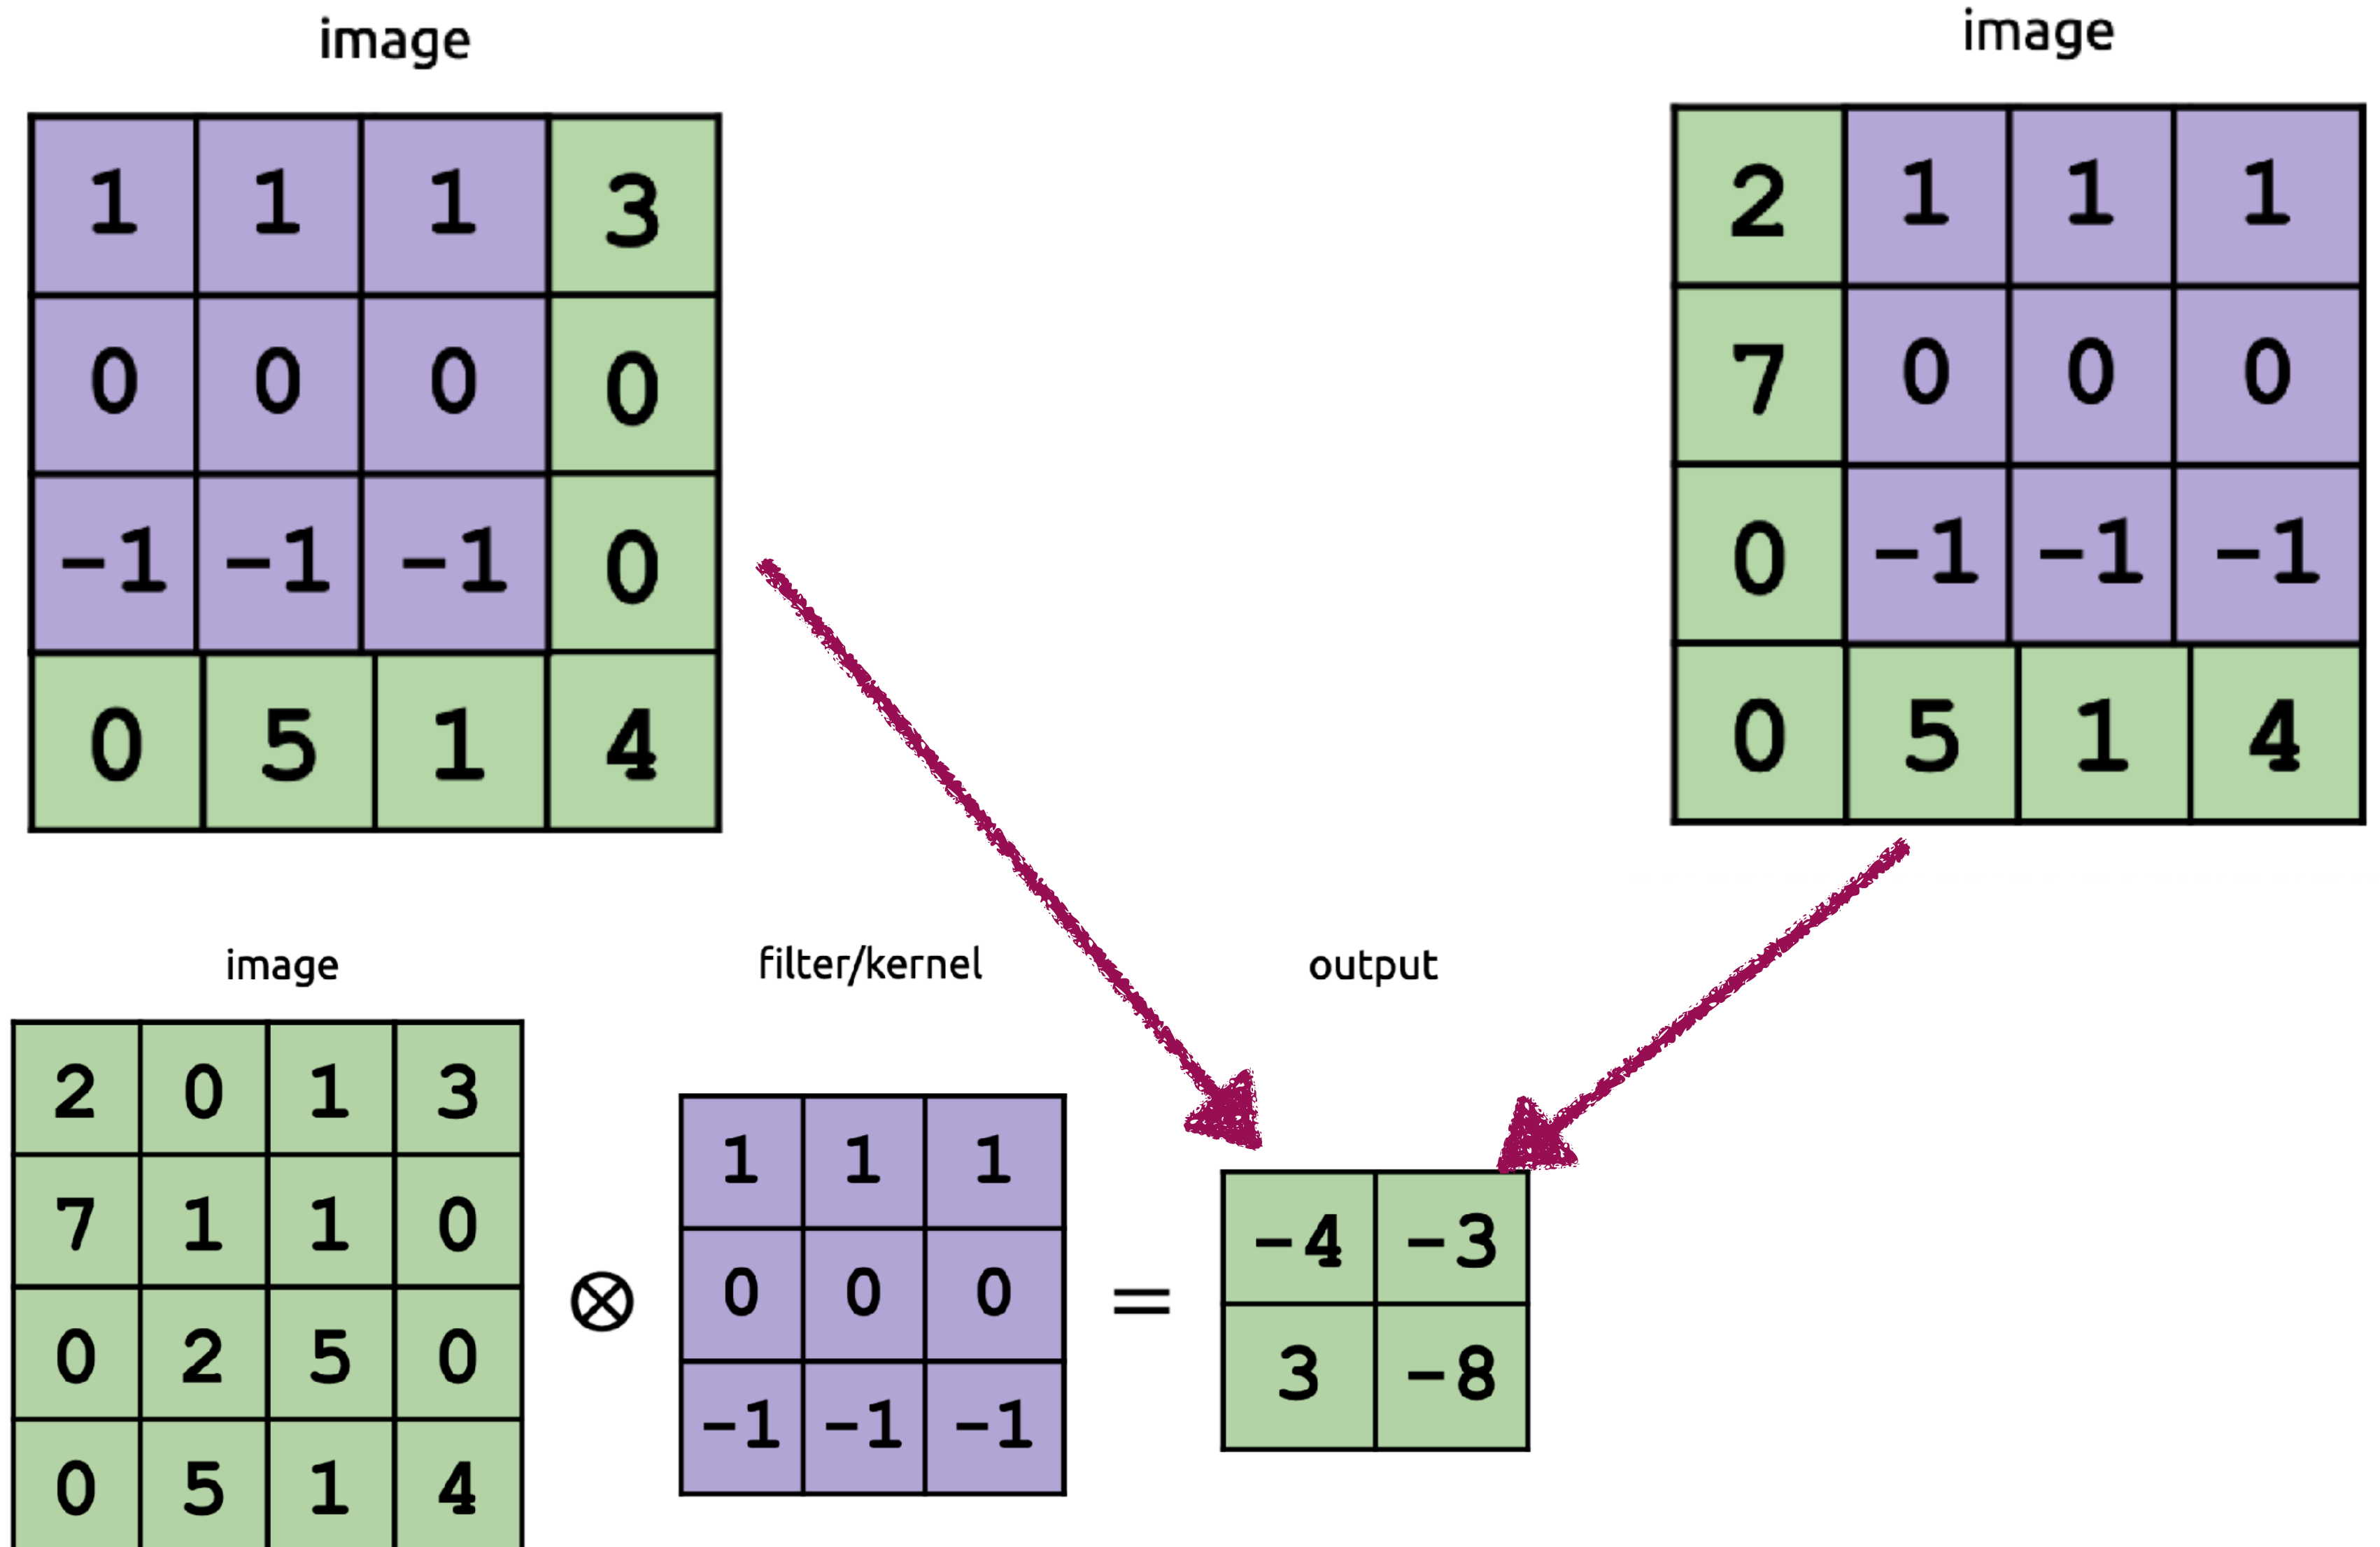 image
1 1 1 3
0 0 0 0
-1 -1 -1 0
0 5 1 4
image
2 1 1 1
7 0 0 0
0 -1 -1 -1
0 5 1 4
image
2 0 1 3
7 1 1 0
0 2 5 0
0 5 1 4
⊗
filter/kernel
1 1 1
0 0 0
-1 -1 -1
=
output
-4 -3
3 -8